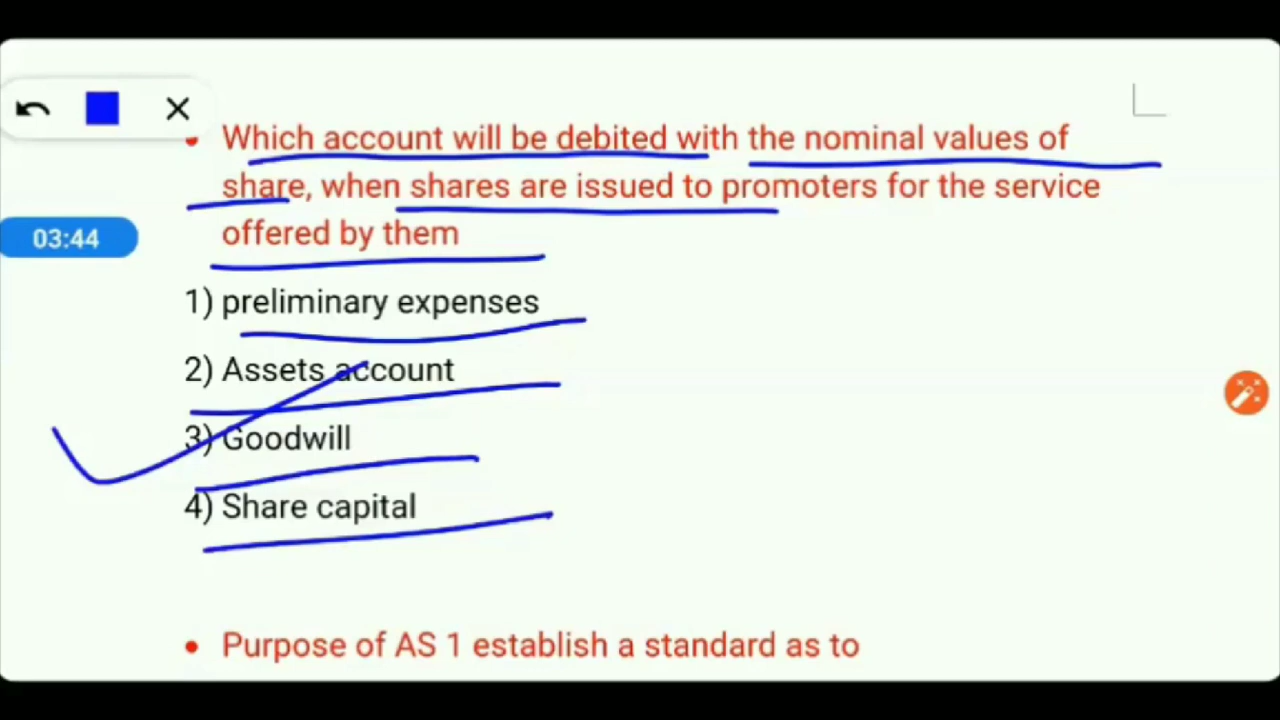 • Which account will be debited with the nominal values of
share, when shares are issued to promoters for the service
03:44
offered by them
1) preliminary expenses
2) Assets account
3) Goodwill
4) Share capital
• Purpose of AS 1 establish a standard as to